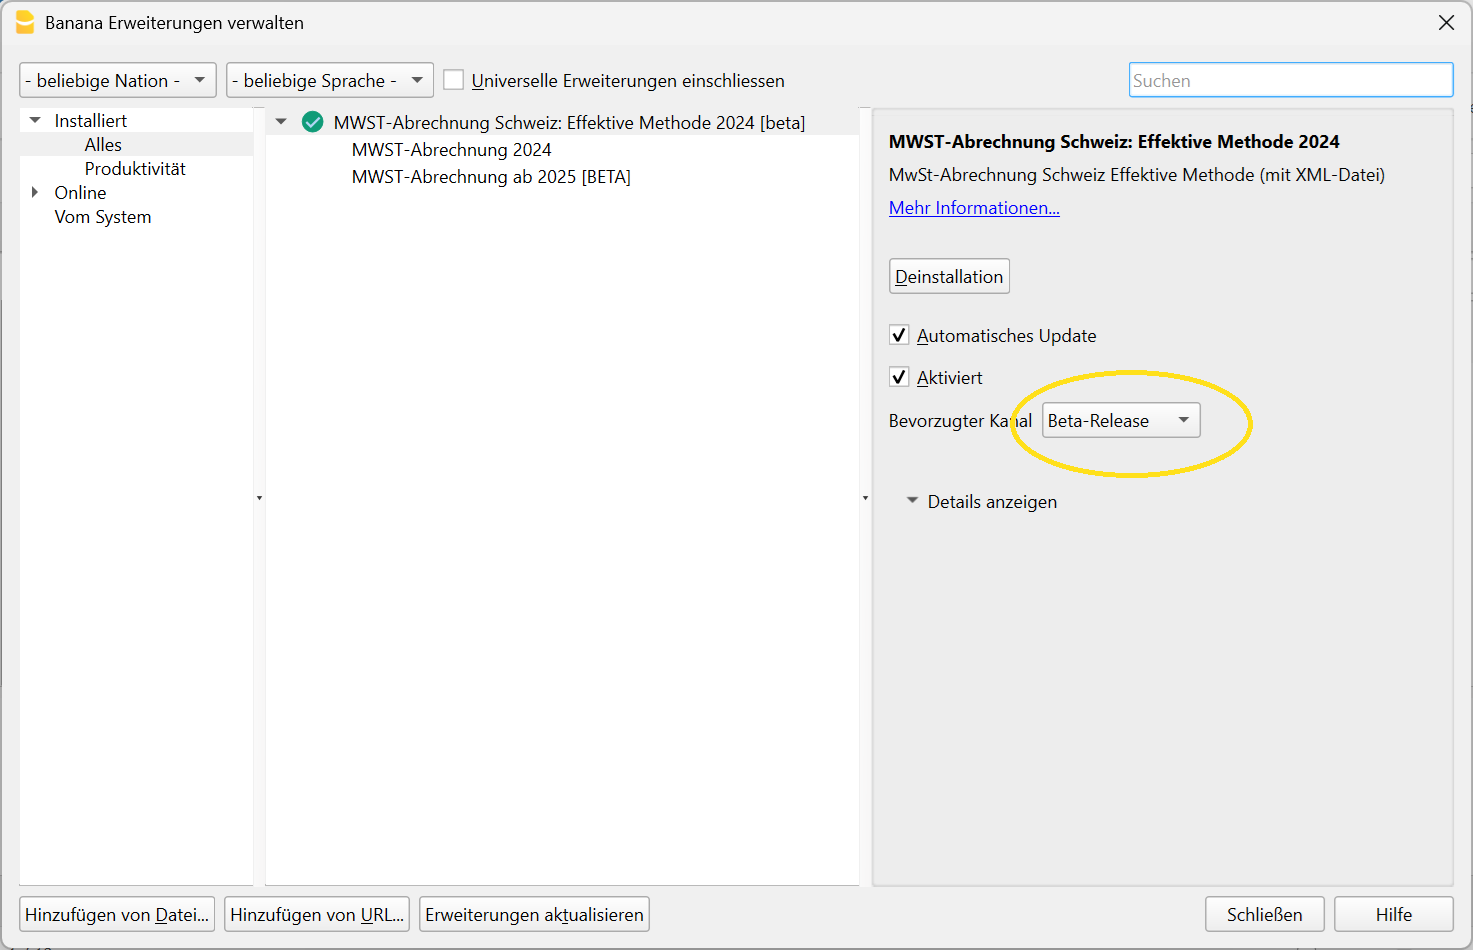 Banana Erweiterungen verwalten
- beliebige Nation - - beliebige Sprache - Universelle Erweiterungen einschliessen Suchen
Installiert
Alles
Produktivität
Online
Vom System
MWST-Abrechnung Schweiz: Effektive Methode 2024 [beta]
MWST-Abrechnung 2024
MWST-Abrechnung ab 2025 [BETA]
MWST-Abrechnung Schweiz: Effektive Methode 2024
MwSt-Abrechnung Schweiz Effektive Methode (mit XML-Datei)
Mehr Informationen...
Deinstallation
Automatisches Update
Aktiviert
Bevorzugter Kanal Beta-Release
Details anzeigen
Hinzufügen von Datei... Hinzufügen von URL... Erweiterungen aktualisieren Schließen Hilfe